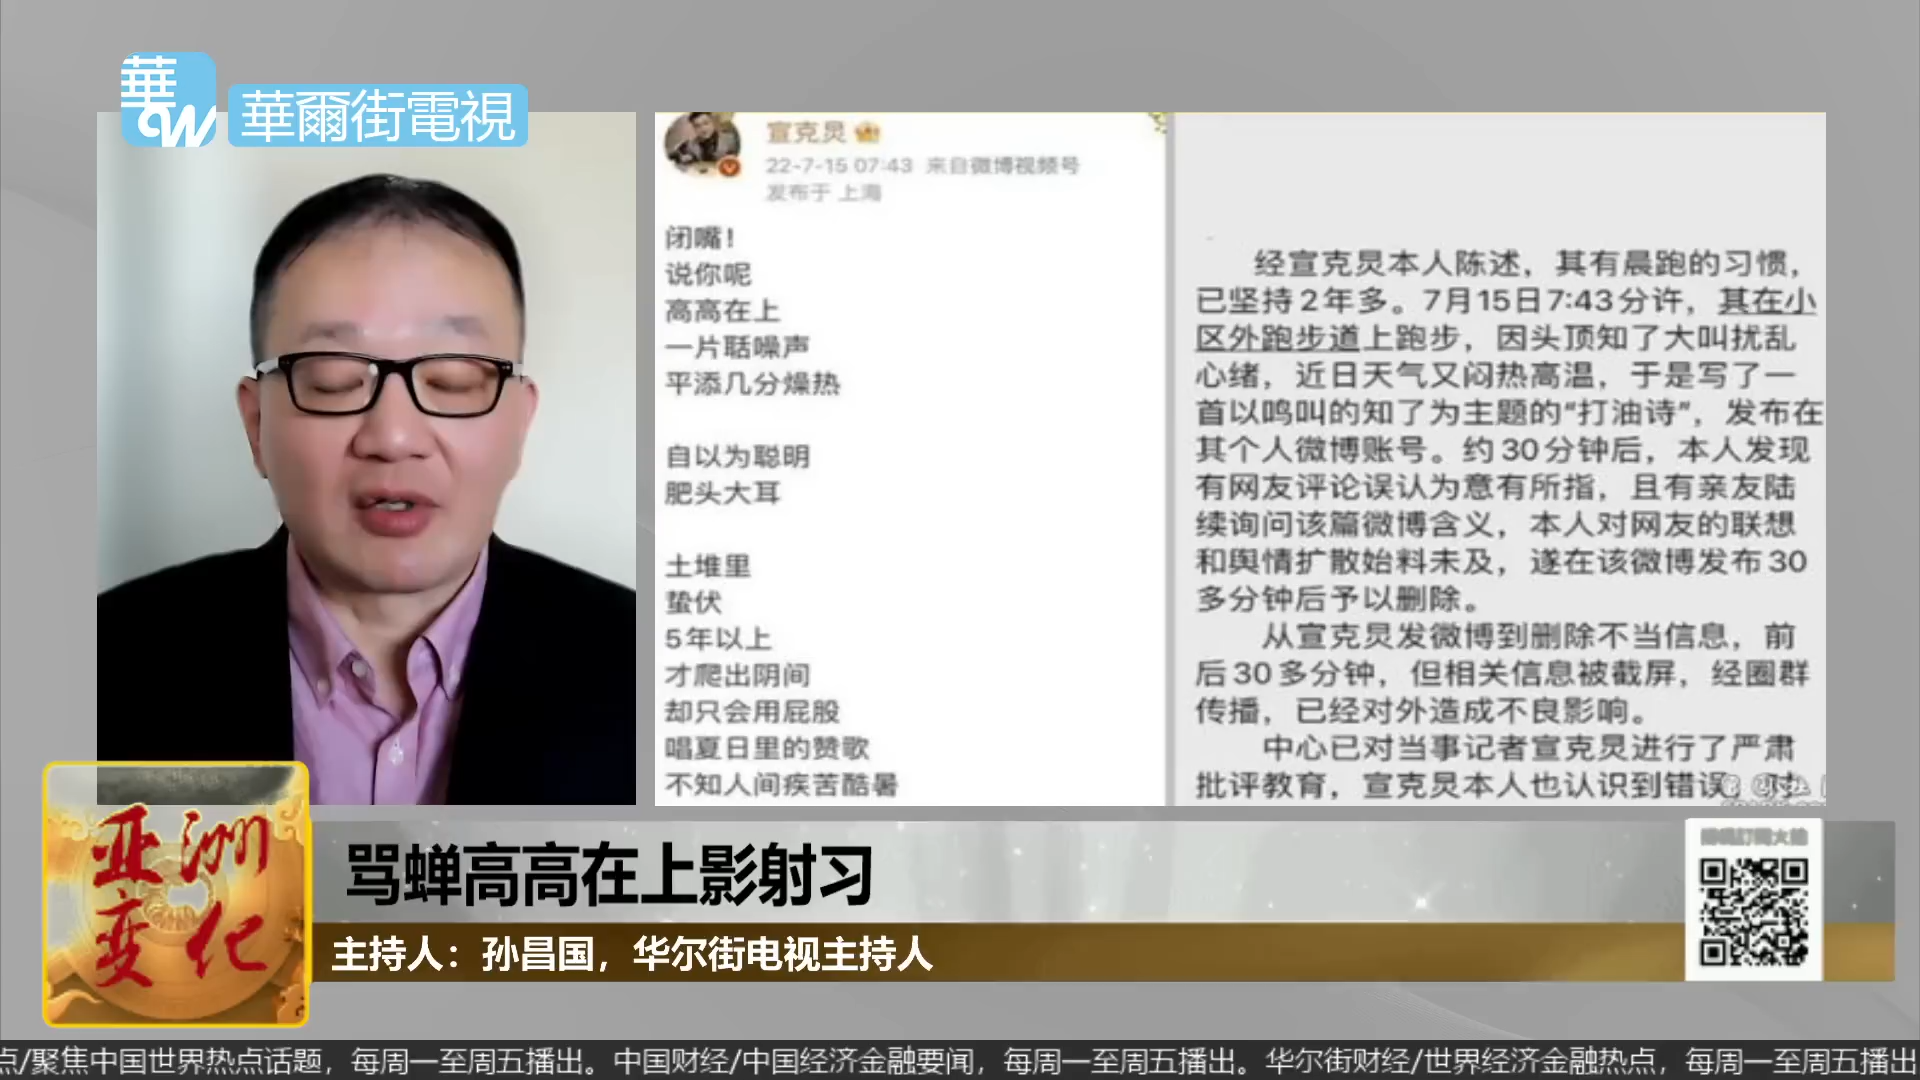 華
W
華爾街電視
宣克炅
22-7-15 07:43 来自微博视频号
发布于 上海
闭嘴！
说你呢
高高在上
一片聒噪声
平添几分燥热
自以为聪明
肥头大耳
土堆里
蛰伏
5年以上
才爬出阴间
却只会用屁股
唱夏日里的赞歌
不知人间疾苦酷暑
经宣克炅本人陈述，其有晨跑的习惯，
已坚持2年多。7月15日7:43分许，其在小
区外跑步道上跑步，因头顶知了大叫扰乱
心绪，近日天气又闷热高温，于是写了一
首以鸣叫的知了为主题的“打油诗”，发布在
其个人微博账号。约30分钟后，本人发现
有网友评论误认为意有所指，且有亲友陆
续询问该篇微博含义，本人对网友的联想
和舆情扩散始料未及，遂在该微博发布30
多分钟后予以删除。
从宣克炅发微博到删除不当信息，前
后30多分钟，但相关信息被截屏，经圈群
传播，已经对外造成不良影响。
中心已对当事记者宣克炅进行了严肃
批评教育，宣克炅本人也认识到错误，对
亚洲
变化
骂蝉高高在上影射习
主持人：孙昌国，华尔街电视主持人
点/聚焦中国世界热点话题，每周一至周五播出。中国财经/中国经济金融要闻，每周一至周五播出。华尔街财经/世界经济金融热点，每周一至周五播出